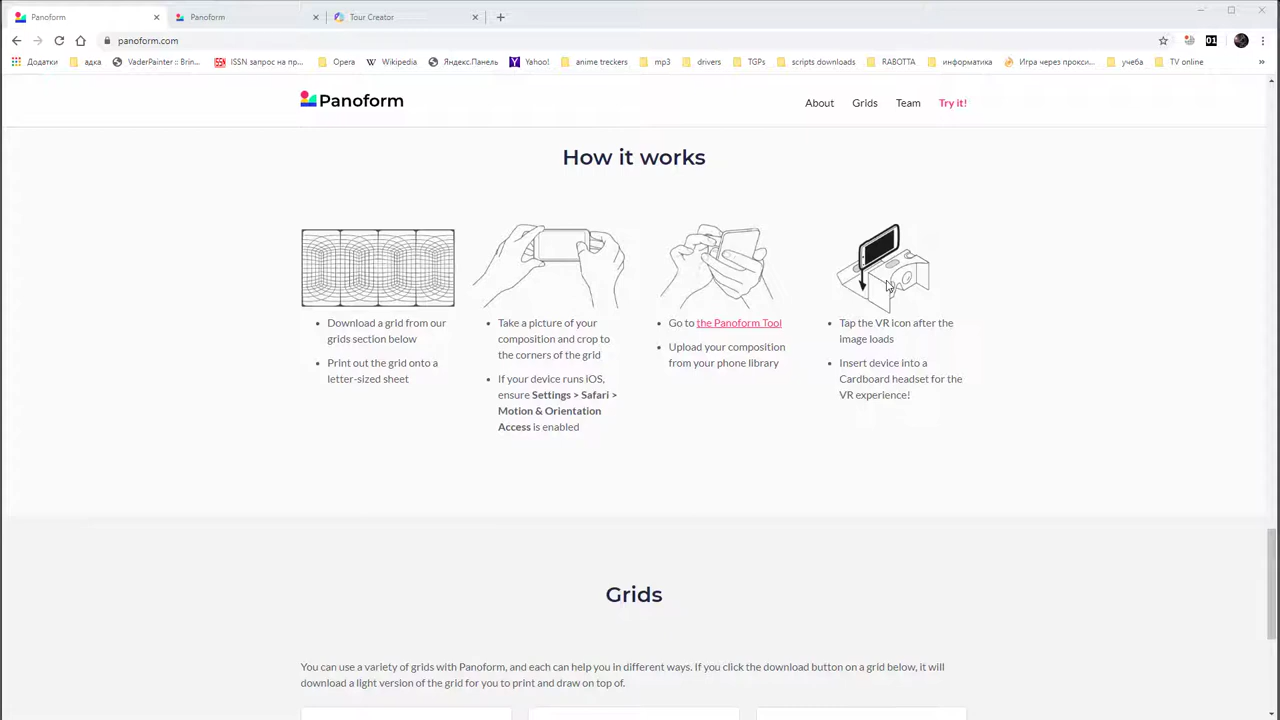 Panoform
Panoform
Tour Creator
panoform.com
01
Додатки
адка
VaderPainter :: Brin...
ISSN запрос на пр...
Opera
Wikipedia
Яндекс.Панель
Yahoo!
anime treckers
mp3
drivers
TGPs
scripts downloads
RABOTTA
информатика
Игра через прокси...
учеба
TV online
»
Panoform
About
Grids
Team
Try it!
How it works
Download a grid from our
grids section below
Print out the grid onto a
letter-sized sheet
Take a picture of your
composition and crop to
the corners of the grid
If your device runs iOS,
ensure Settings > Safari >
Motion & Orientation
Access is enabled
Go to the Panoform Tool
Upload your composition
from your phone library
Tap the VR icon after the
image loads
Insert device into a
Cardboard headset for the
VR experience!
Grids
You can use a variety of grids with Panoform, and each can help you in different ways. If you click the download button on a grid below, it will
download a light version of the grid for you to print and draw on top of.